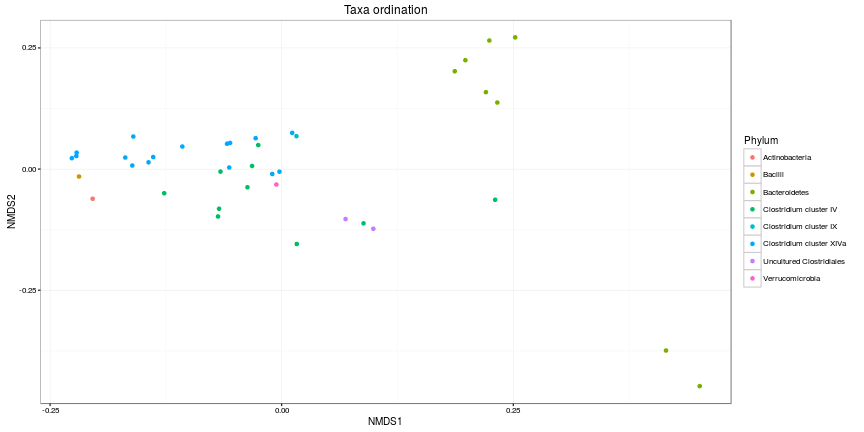 Taxa ordination
0.25
0.00
-0.25
NMDS2
-0.25
0.00
0.25
NMDS1
Phylum
Actinobacteria
Bacilli
Bacteroidetes
Clostridium cluster IV
Clostridium cluster IX
Clostridium cluster XIVa
Uncultured Clostridiales
Verrucomicrobia